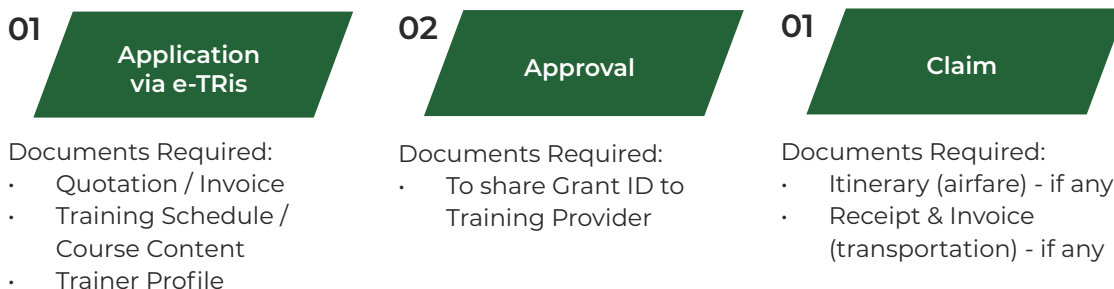 01
Application
via e-TRis
Documents Required:
• Quotation / Invoice
• Training Schedule /
Course Content
• Trainer Profile
02
Approval
Documents Required:
• To share Grant ID to
Training Provider
01
Claim
Documents Required:
• Itinerary (airfare) - if any
• Receipt & Invoice
(transportation) - if any